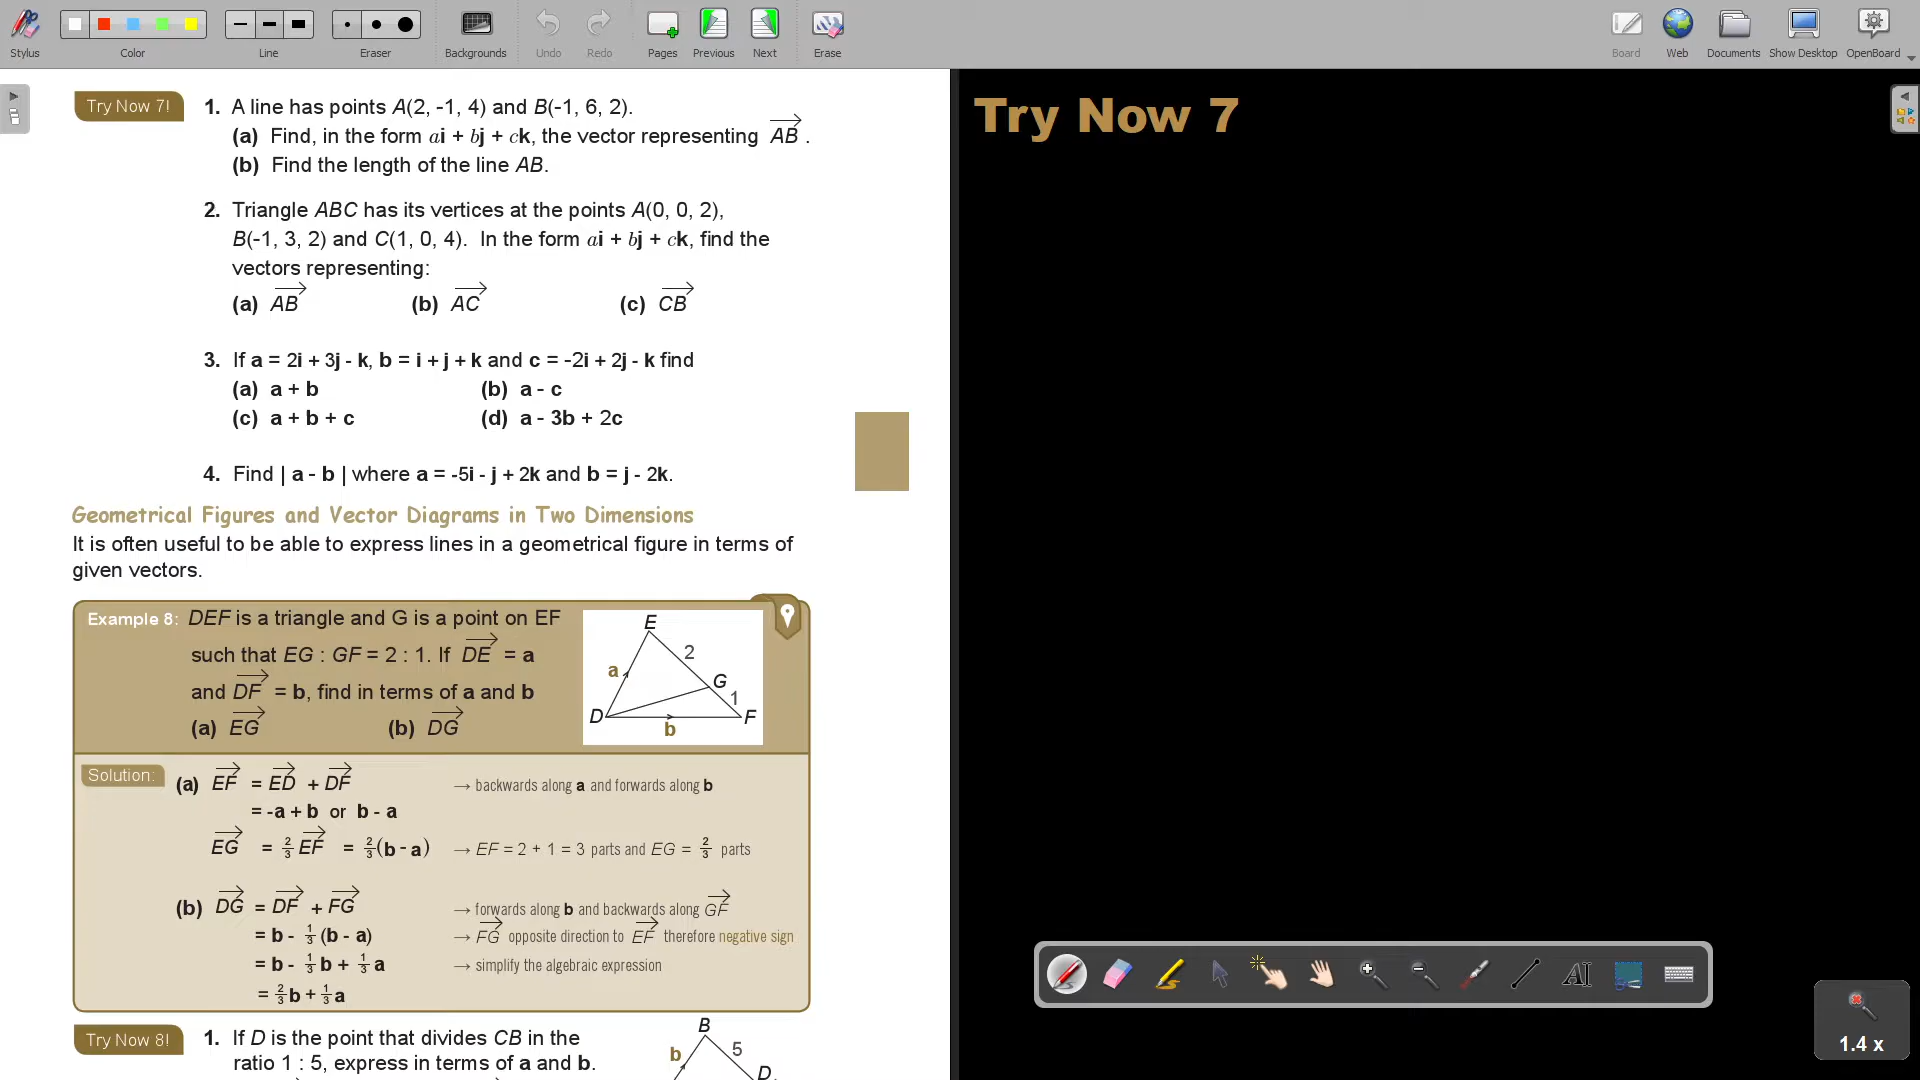 Stylus
Color
Line
Eraser
Backgrounds
Undo
Redo
Pages
Previous
Next
Erase
Board
Web
Documents
Show Desktop
OpenBoard
Try Now 7!
1. A line has points A(2, -1, 4) and B(-1, 6, 2).
(a) Find, in the form ai + bj + ck, the vector representing AB .
(b) Find the length of the line AB.
2. Triangle ABC has its vertices at the points A(0, 0, 2),
B(-1, 3, 2) and C(1, 0, 4). In the form ai + bj + ck, find the
vectors representing:
(a) AB (b) AC (c) CB
3. If a = 2i + 3j - k, b = i + j + k and c = -2i + 2j - k find
(a) a + b (b) a - c
(c) a + b + c (d) a - 3b + 2c
4. Find | a - b | where a = -5i - j + 2k and b = j - 2k.
Geometrical Figures and Vector Diagrams in Two Dimensions
It is often useful to be able to express lines in a geometrical figure in terms of
given vectors.
Example 8: DEF is a triangle and G is a point on EF
such that EG : GF = 2 : 1. If DE = a
and DF = b, find in terms of a and b
(a) EG (b) DG
E
2
a
G
1
D
F
b
Solution:
(a) EF = ED + DF → backwards along a and forwards along b
= -a + b or b - a
EG = 2/3 EF = 2/3 (b - a) → EF = 2 + 1 = 3 parts and EG = 2/3 parts
(b) DG = DF + FG → forwards along b and backwards along GF
= b - 1/3 (b - a) → FG opposite direction to EF therefore negative sign
= b - 1/3 b + 1/3 a → simplify the algebraic expression
= 2/3 b + 1/3 a
Try Now 8!
1. If D is the point that divides CB in the
ratio 1 : 5, express in terms of a and b.
B
b
5
D
Try Now 7
AI
1.4 x